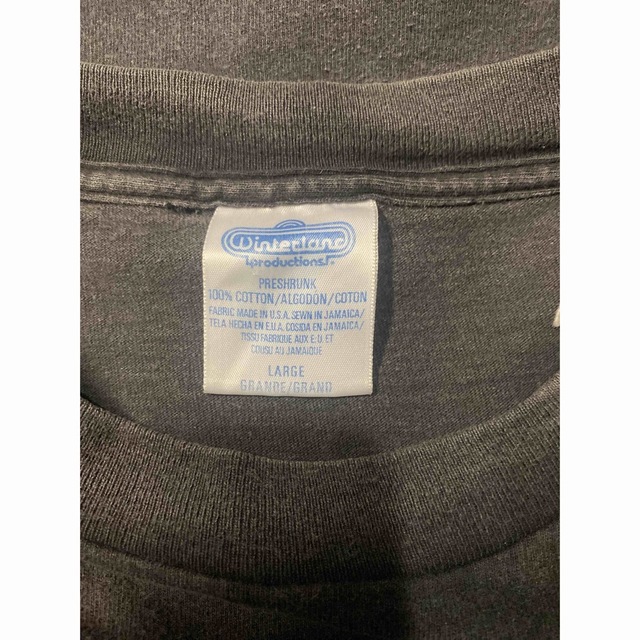 Winterland
productions.
PRESHRUNK
100% COTTON/ALGODÓN/COTON
FABRIC MADE IN U.S.A. SEWN IN JAMAICA/
TELA HECHA EN E.U.A. COSIDA EN JAMAICA/
TISSU FABRIQUE AUX E.U. ET
COUSU AU JAMAIQUE
LARGE
GRANDE/GRAND